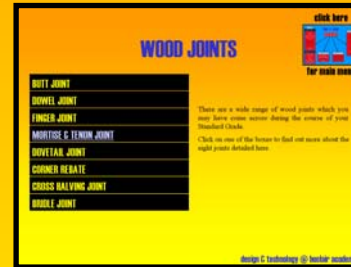 click here
WOOD JOINTS
for main men
BUTT JOINT
DOWEL JOINT
FINGER JOINT
MORTISE & TENON JOINT
DOVETAIL JOINT
CORNER REBATE
CROSS HALVING JOINT
BRIDLE JOINT
There are a wide range of wood joints which you
may have come across during the course of your
Standard Grade.
Click on one of the boxes to find out more about the
eight joints detailed here.
design & technology @ boclair academ